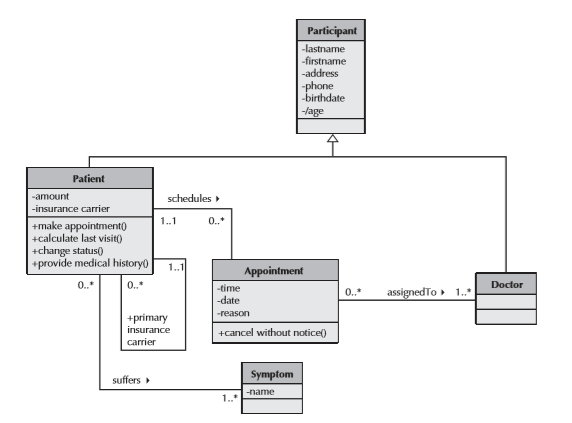 Participant
-lastname
-firstname
-address
-phone
-birthdate
-/age
Patient
-amount
-insurance carrier
+make appointment()
+calculate last visit()
+change status()
+provide medical history()
schedules
1..1
0..*
1..1
0..*
0..*
+primary
insurance
carrier
Appointment
-time
-date
-reason
+cancel without notice()
0..*
assignedTo
1..*
Doctor
suffers
1..*
Symptom
-name